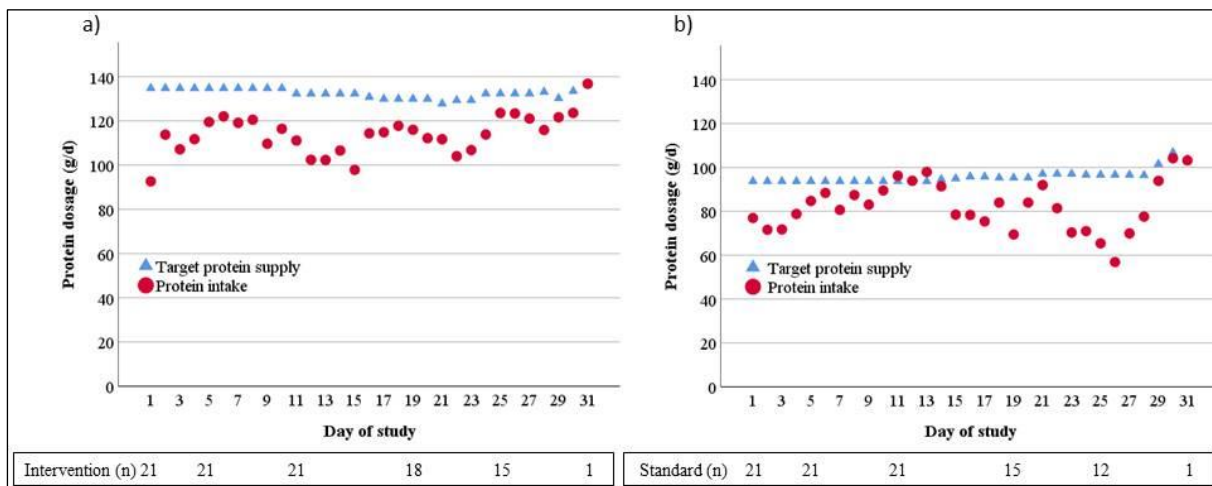 a)
Protein dosage (g/d)
140
120
100
80
60
40
20
0
Target protein supply
Protein intake
1 3 5 7 9 11 13 15 17 19 21 23 25 27 29 31
Day of study
Intervention (n) 21 21 21 18 15 1
b)
Protein dosage (g/d)
140
120
100
80
60
40
20
0
Target protein supply
Protein intake
1 3 5 7 9 11 13 15 17 19 21 23 25 27 29 31
Day of study
Standard (n) 21 21 21 15 12 1